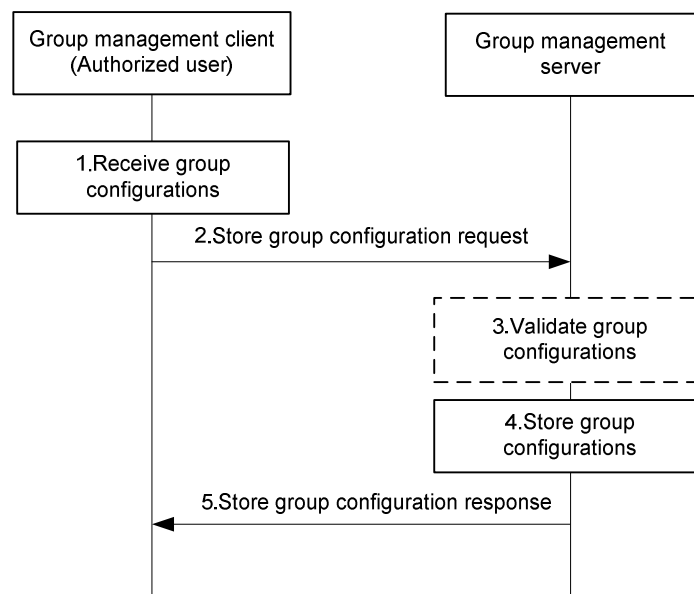 Group management client
(Authorized user)
Group management
server
1.Receive group
configurations
2.Store group configuration request
3.Validate group
configurations
4.Store group
configurations
5.Store group configuration response